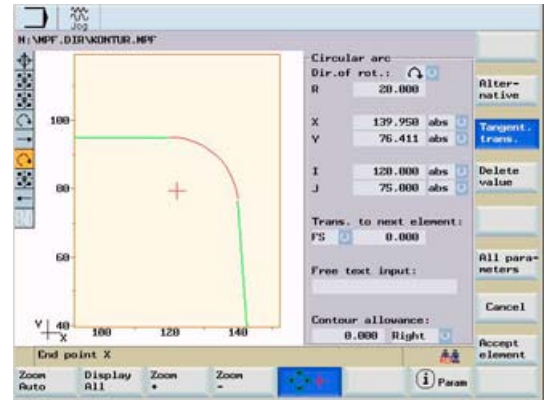 Jog
N:\MPF.DIR\KONTUR.MPF
Circular arc
Dir.of rot.:
R 20.000
X 139.950 abs
Y 76.411 abs
I 120.000 abs
J 75.000 abs
Trans. to next element:
FS 0.000
Free text input:
Contour allowance:
0.000 Right
100
80
60
40
Y
X
100 120 140
End point X
Alter-
native
Tangent.
trans.
Delete
value
All para-
meters
Cancel
Accept
element
Zoom
Auto
Display
All
Zoom
+
Zoom
-
i Param